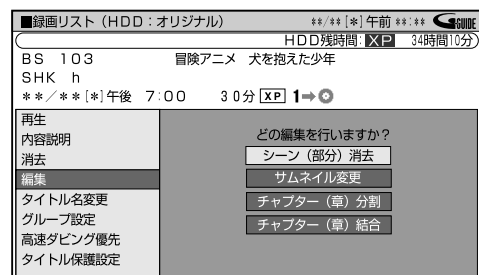 ■録画リスト（HDD：オリジナル） **/** [*] 午前 **:** GGUIDE
HDD残時間：XP 34時間10分
BS 103 冒険アニメ 犬を抱えた少年
SHK h
**/** [*] 午後 7:00 30分 XP 1➡
再生
内容説明
消去
編集
タイトル名変更
グループ設定
高速ダビング優先
タイトル保護設定
どの編集を行いますか？
シーン（部分）消去
サムネイル変更
チャプター（章）分割
チャプター（章）結合